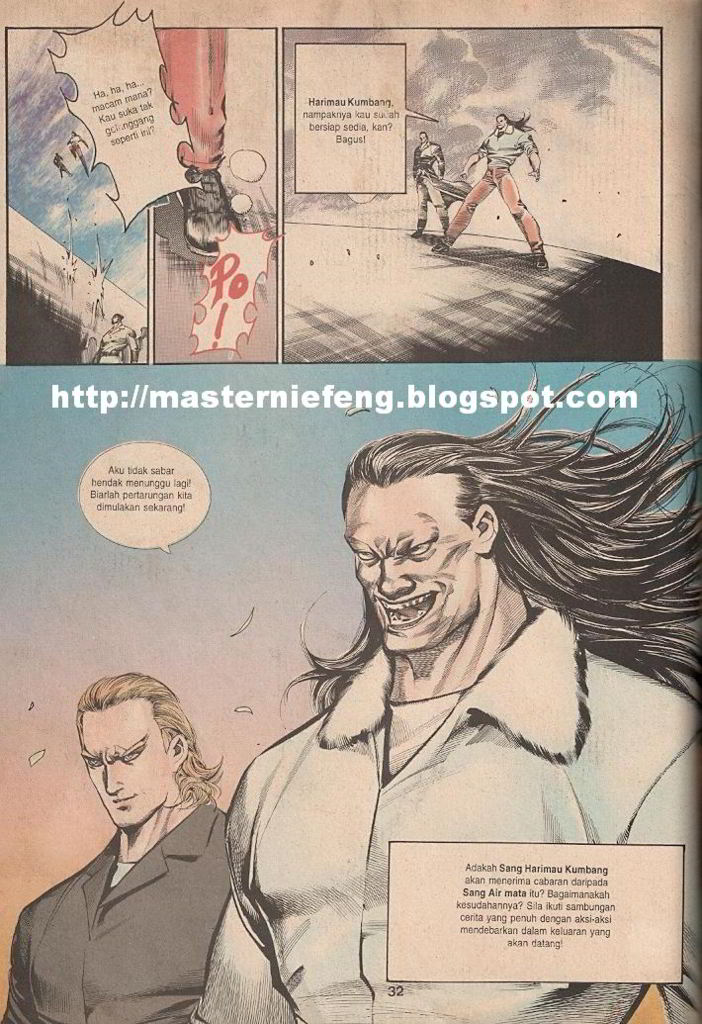 Ha, ha, ha...
macam mana?
Kau suka tak
gelanggang
seperti ini?
Harimau Kumbang,
nampaknya kau sudah
bersiap sedia, kan?
Bagus!
Po
!
http://masterniefeng.blogspot.com
Aku tidak sabar
hendak menunggu lagi!
Biarlah pertarungan kita
dimulakan sekarang!
Adakah Sang Harimau Kumbang
akan menerima cabaran daripada
Sang Air mata itu? Bagaimanakah
kesudahannya? Sila ikuti sambungan
cerita yang penuh dengan aksi-aksi
mendebarkan dalam keluaran yang
akan datang!
32